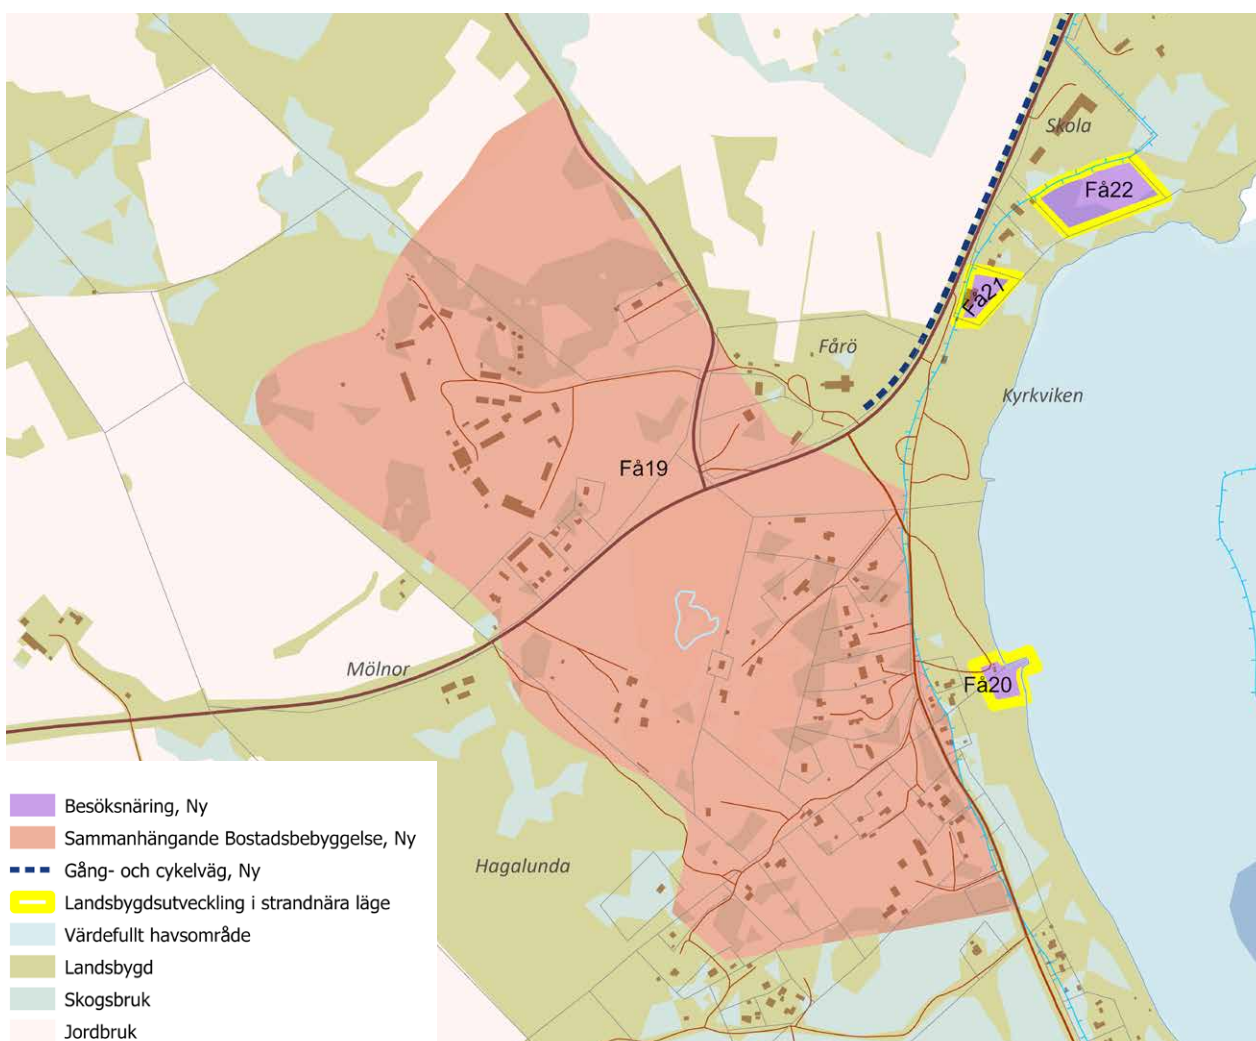 Skola
Få22
Få21
Fårö
Kyrkviken
Få19
Mölnor
Få20
Hagalunda
Besöksnäring, Ny
Sammanhängande Bostadsbebyggelse, Ny
Gång- och cykelväg, Ny
Landsbygdsutveckling i strandnära läge
Värdefullt havsområde
Landsbygd
Skogsbruk
Jordbruk